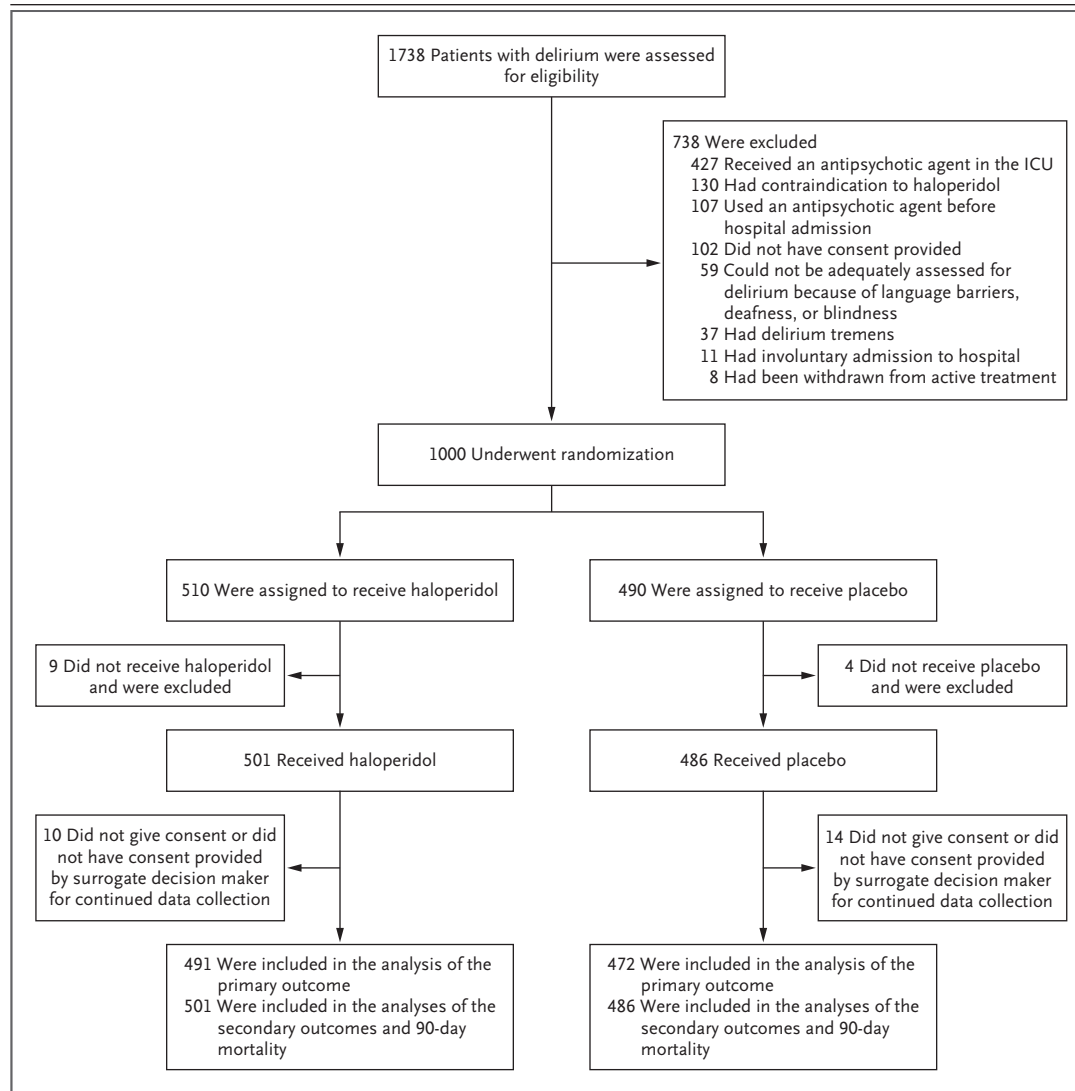 1738 Patients with delirium were assessed
for eligibility
738 Were excluded
427 Received an antipsychotic agent in the ICU
130 Had contraindication to haloperidol
107 Used an antipsychotic agent before
hospital admission
102 Did not have consent provided
59 Could not be adequately assessed for
delirium because of language barriers,
deafness, or blindness
37 Had delirium tremens
11 Had involuntary admission to hospital
8 Had been withdrawn from active treatment
1000 Underwent randomization
510 Were assigned to receive haloperidol
490 Were assigned to receive placebo
9 Did not receive haloperidol
and were excluded
4 Did not receive placebo
and were excluded
501 Received haloperidol
486 Received placebo
10 Did not give consent or did
not have consent provided
by surrogate decision maker
for continued data collection
14 Did not give consent or did
not have consent provided
by surrogate decision maker
for continued data collection
491 Were included in the analysis of the
primary outcome
501 Were included in the analyses of the
secondary outcomes and 90-day
mortality
472 Were included in the analysis of the
primary outcome
486 Were included in the analyses of the
secondary outcomes and 90-day
mortality